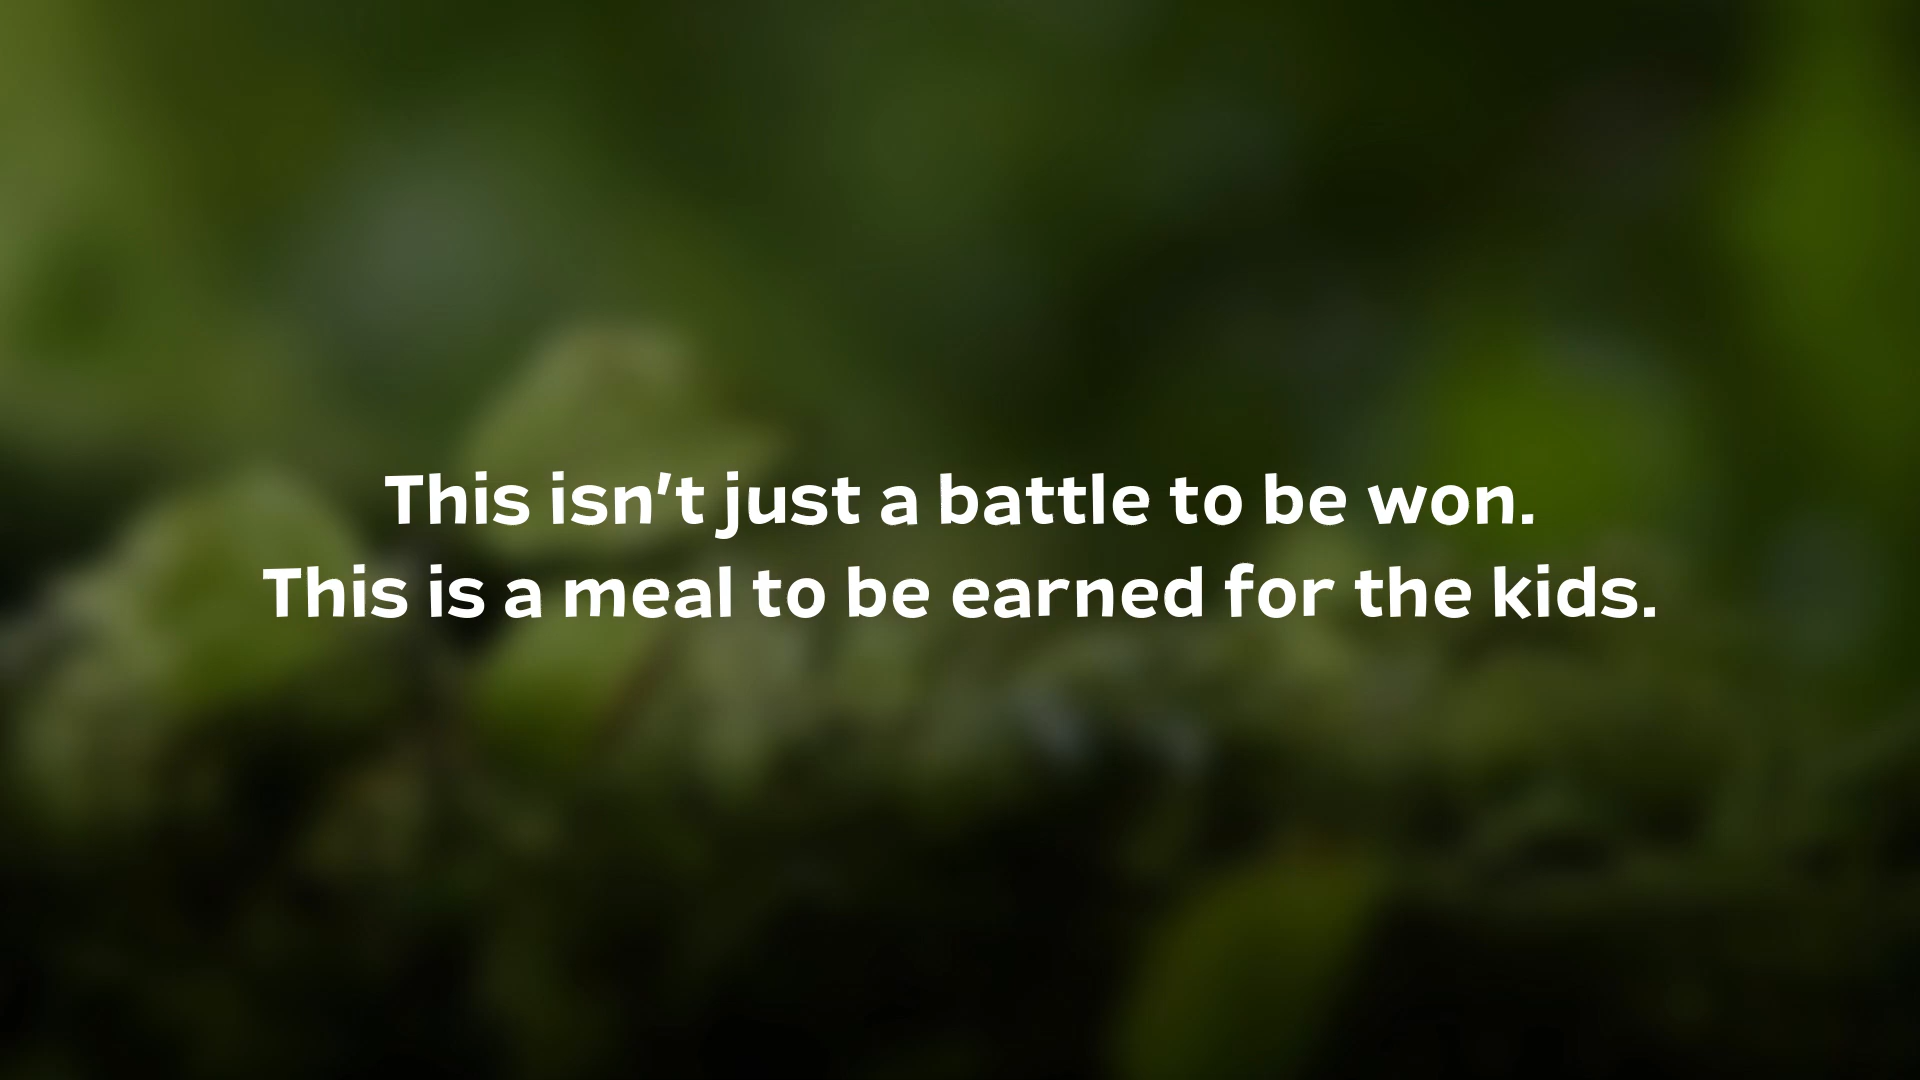 This isn't just a battle to be won.
This is a meal to be earned for the kids.